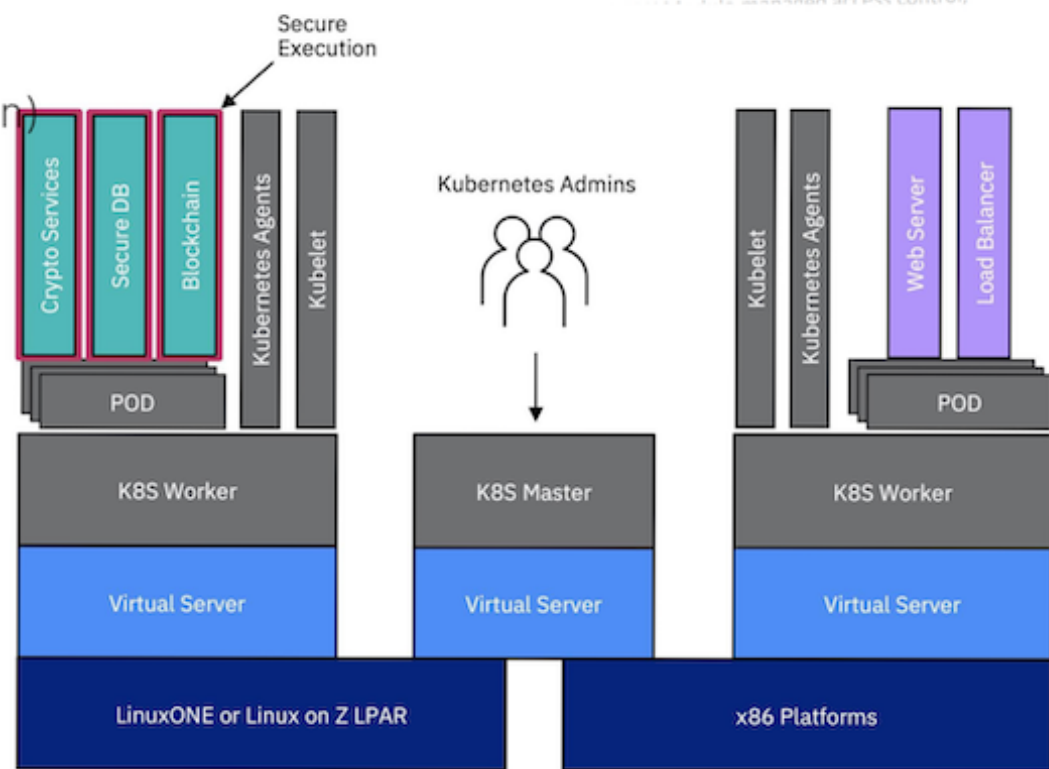 Secure
Execution
n)
Crypto Services
Secure DB
Blockchain
Kubernetes Agents
Kubelet
Kubernetes Admins
Kubelet
Kubernetes Agents
Web Server
Load Balancer
POD
POD
K8S Worker
K8S Master
K8S Worker
Virtual Server
Virtual Server
Virtual Server
LinuxONE or Linux on Z LPAR
x86 Platforms